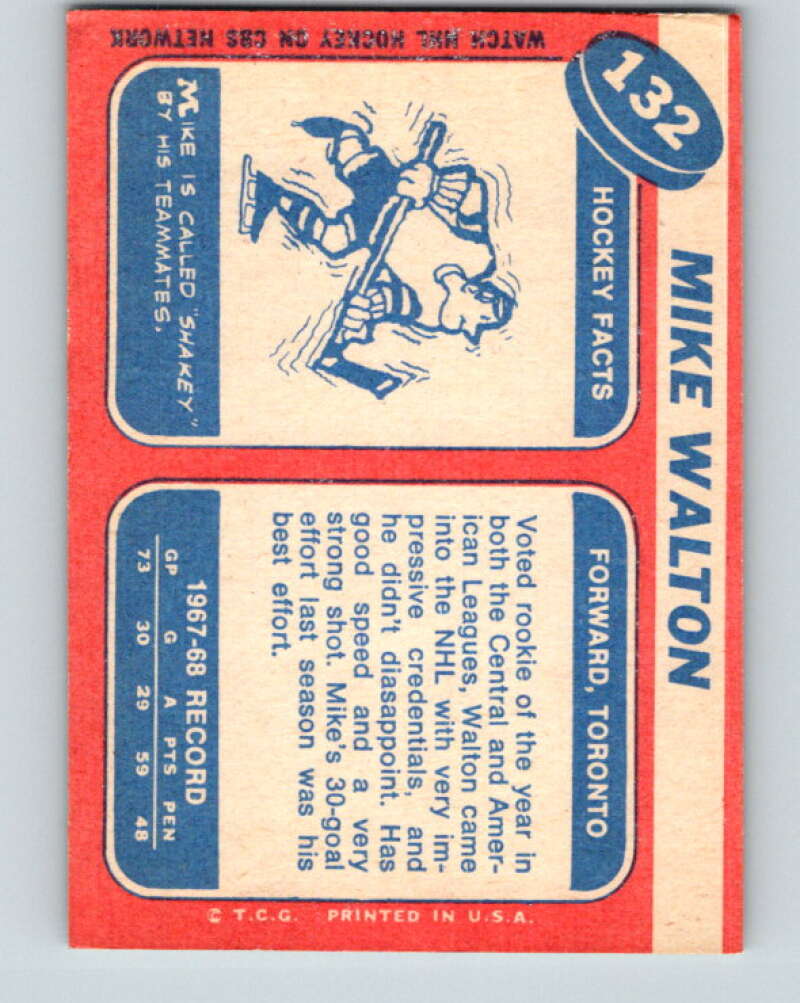 132
MIKE WALTON
HOCKEY FACTS
MIKE IS CALLED "SHAKEY"
BY HIS TEAMMATES.
FORWARD, TORONTO
Voted rookie of the year in
both the Central and Amer-
ican Leagues, Walton came
into the NHL with very im-
pressive credentials, and
he didn't diasappoint. Has
good speed and a very
strong shot. Mike's 30-goal
effort last season was his
best effort.
1967-68 RECORD
GP G A PTS PEN
73 30 29 59 48
WATCH NHL HOCKEY ON CBS NETWORK
© T.C.G. PRINTED IN U.S.A.